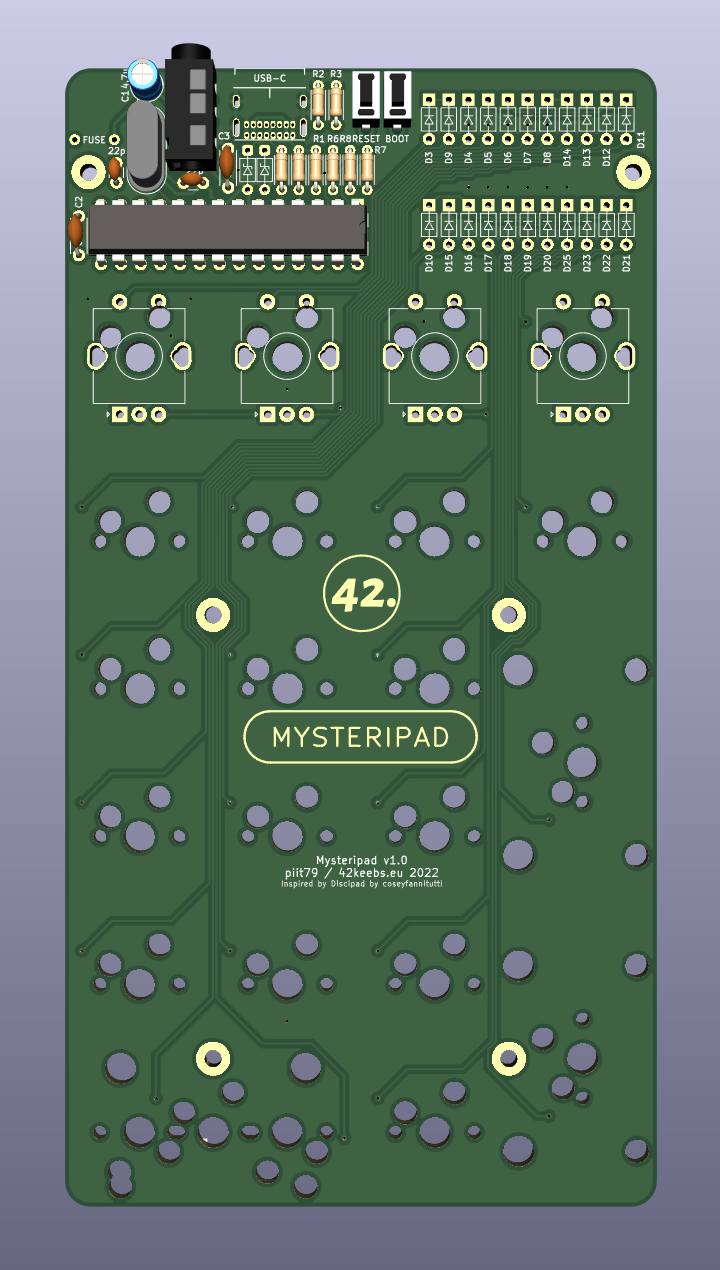 USB-C
R2 R3
C1 4.7u
FUSE
22p
C3
R1 R6 R8 RESET BOOT
R7
D3 D9 D4 D5 D6 D7 D8 D14 D13 D12 D11
C2
D10 D15 D16 D17 D18 D19 D20 D25 D23 D22 D21
42.
MYSTERIPAD
Mysteripad v1.0
piit79 / 42keebs.eu 2022
Inspired by Discipad by coseyfannitutti